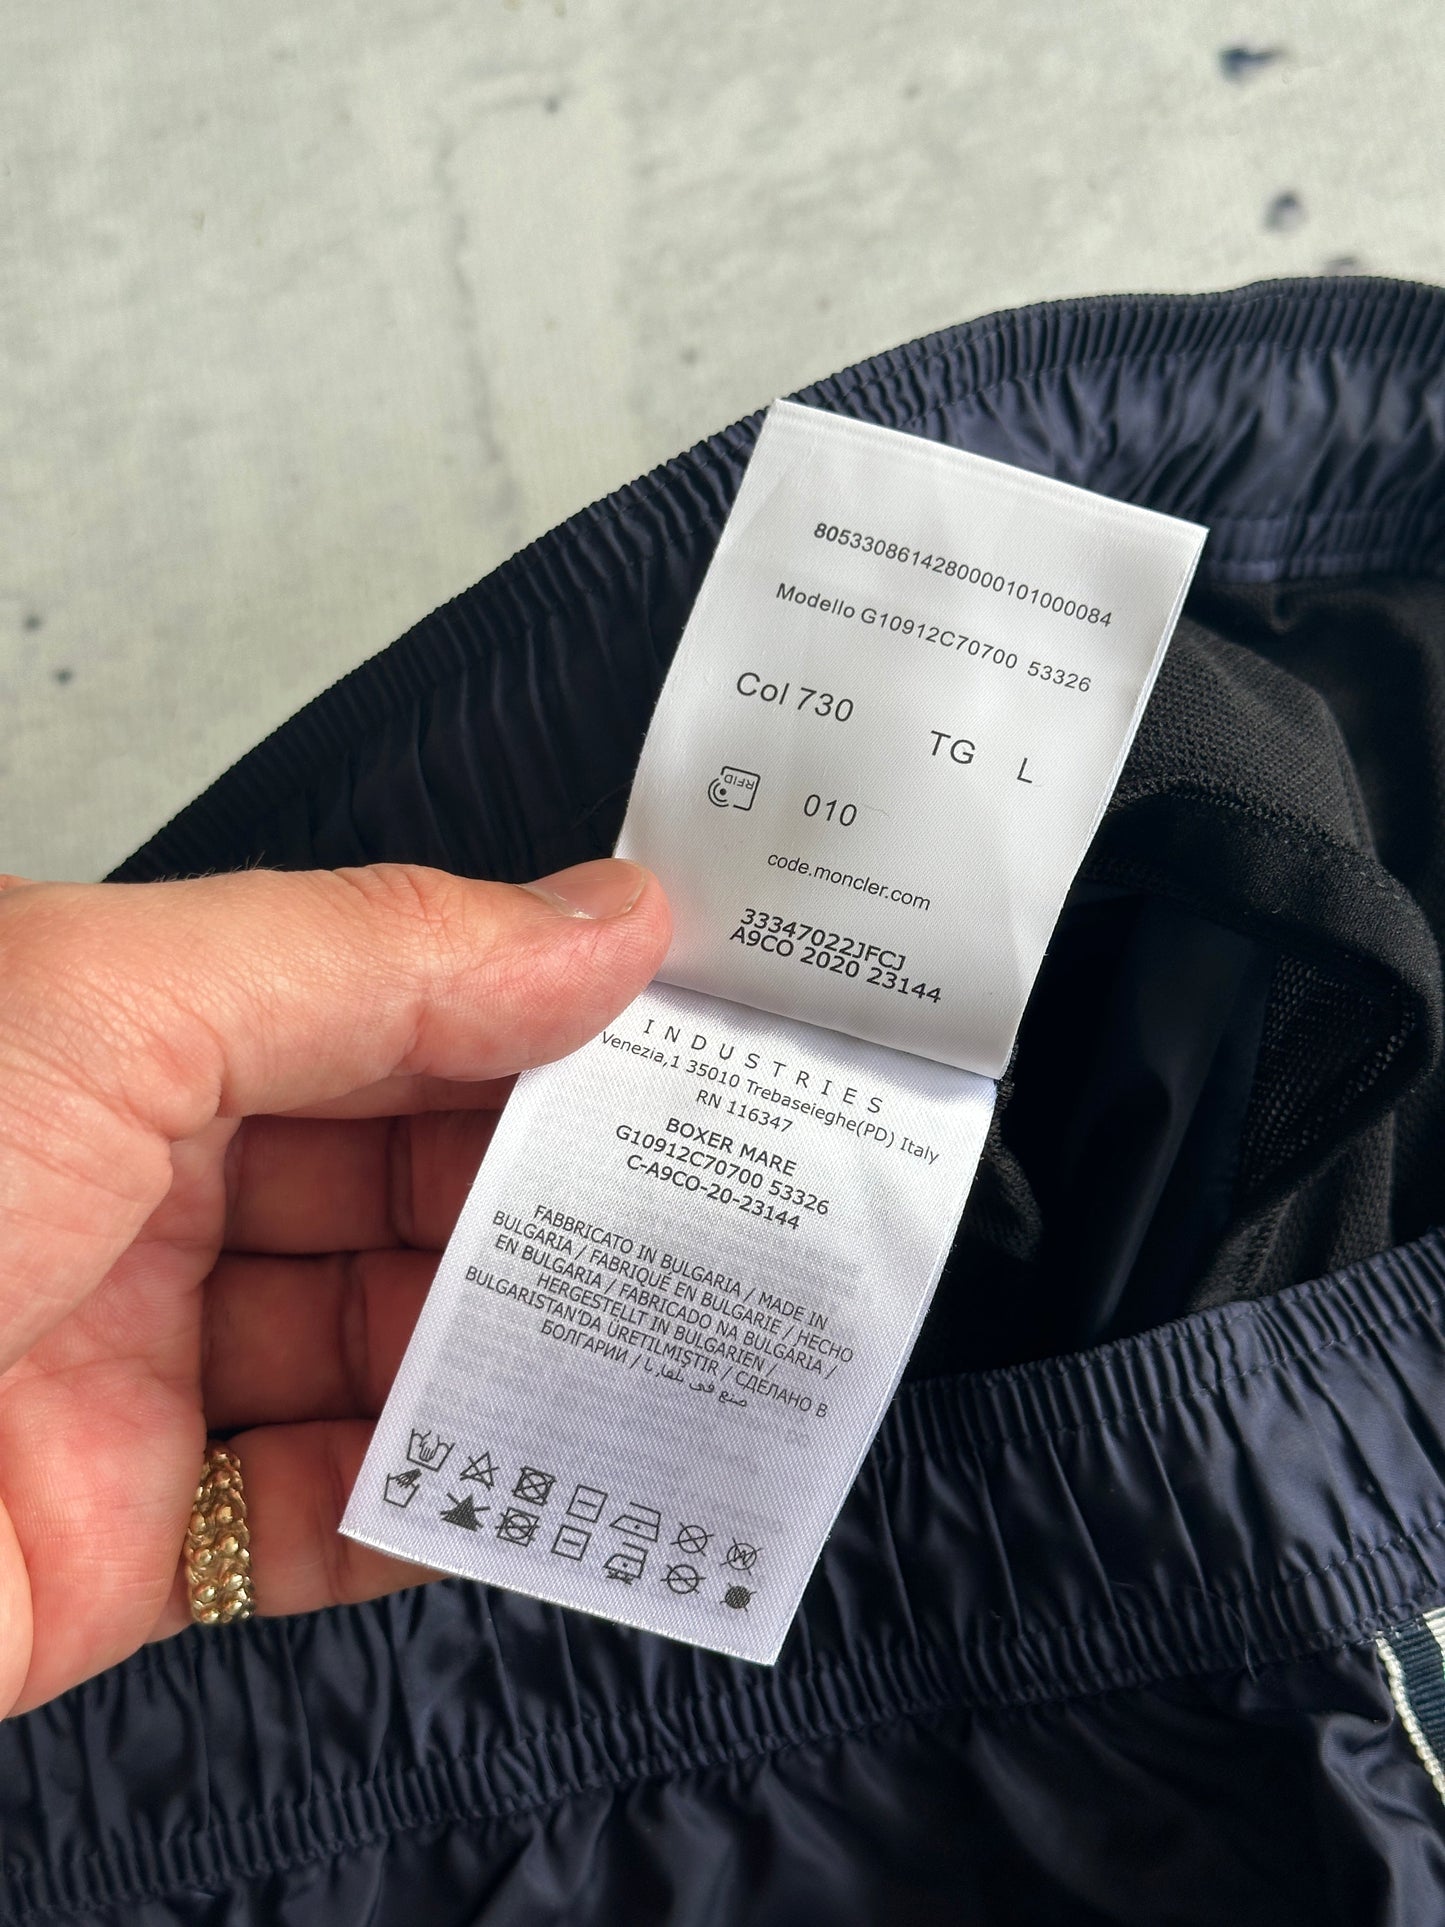 8053308614280000101000084
Modello G10912C70700 53326
Col 730
TG L
RFID
010
code.moncler.com
33347022JFCJ
A9CO 2020 23144
INDUSTRIES
Venezia,1 35010 Trebaseieghe(PD) Italy
RN 116347
BOXER MARE
G10912C70700 53326
C-A9CO-20-23144
FABBRICATO IN BULGARIA / MADE IN
BULGARIA / FABRIQUÉ EN BULGARIE / HECHO
EN BULGARIA / FABRICADO NA BULGÁRIA /
HERGESTELLT IN BULGARIEN /
BULGARISTAN'DA ÜRETILMIŞTIR / СДЕЛАНО В
БОЛГАРИИ / صنع في بلغاريا